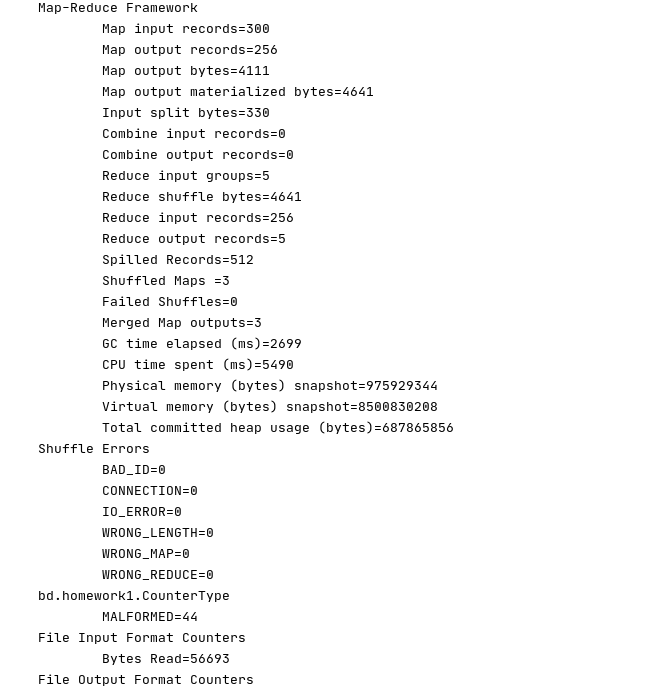 Map-Reduce Framework
Map input records=300
Map output records=256
Map output bytes=4111
Map output materialized bytes=4641
Input split bytes=330
Combine input records=0
Combine output records=0
Reduce input groups=5
Reduce shuffle bytes=4641
Reduce input records=256
Reduce output records=5
Spilled Records=512
Shuffled Maps =3
Failed Shuffles=0
Merged Map outputs=3
GC time elapsed (ms)=2699
CPU time spent (ms)=5490
Physical memory (bytes) snapshot=975929344
Virtual memory (bytes) snapshot=8500830208
Total committed heap usage (bytes)=687865856
Shuffle Errors
BAD_ID=0
CONNECTION=0
IO_ERROR=0
WRONG_LENGTH=0
WRONG_MAP=0
WRONG_REDUCE=0
bd.homework1.CounterType
MALFORMED=44
File Input Format Counters
Bytes Read=56693
File Output Format Counters